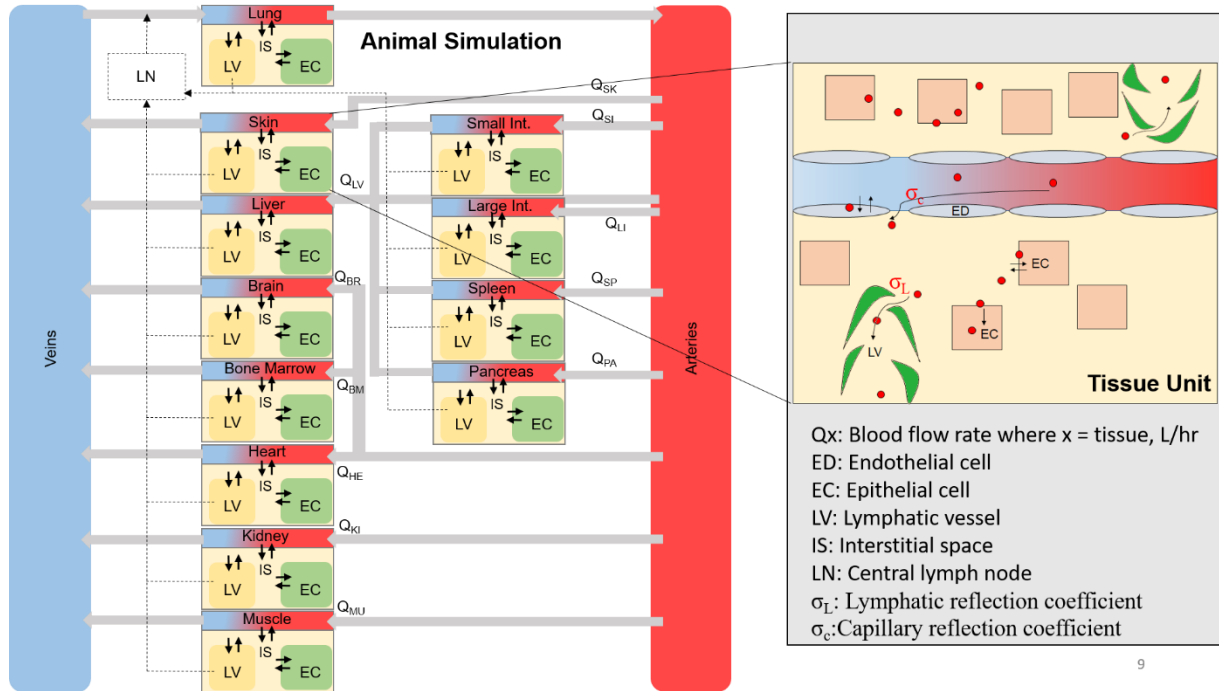 Animal Simulation
Veins
Arteries
LN
Lung
IS
LV
EC
Q_SK
Skin
IS
LV
EC
Q_LV
Liver
IS
LV
EC
Q_BR
Brain
IS
LV
EC
Bone Marrow
Q_BM
IS
LV
EC
Heart
Q_HE
IS
LV
EC
Kidney
Q_KI
IS
LV
EC
Muscle
Q_MU
IS
LV
EC
Small Int.
Q_SI
IS
LV
EC
Large Int.
Q_LI
IS
LV
EC
Spleen
Q_SP
IS
LV
EC
Pancreas
Q_PA
IS
LV
EC
σ_c
ED
EC
σ_L
EC
LV
Tissue Unit
Qx: Blood flow rate where x = tissue, L/hr
ED: Endothelial cell
EC: Epithelial cell
LV: Lymphatic vessel
IS: Interstitial space
LN: Central lymph node
σ_L: Lymphatic reflection coefficient
σ_c:Capillary reflection coefficient
9